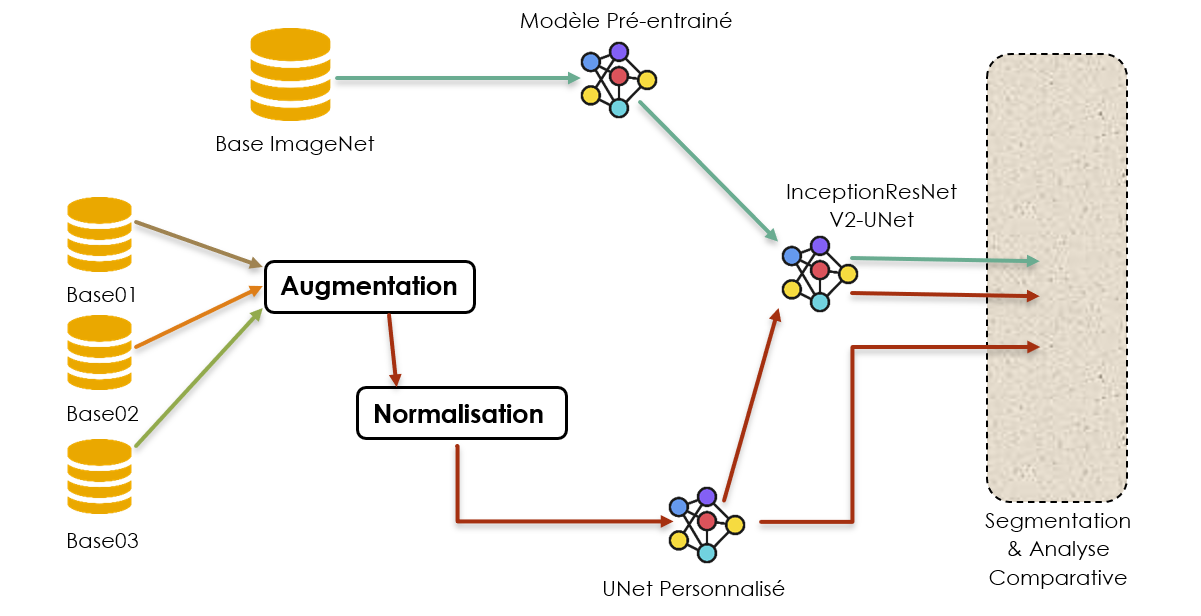 Modèle Pré-entrainé
Base ImageNet
InceptionResNet
V2-UNet
Base01
Augmentation
Base02
Normalisation
Base03
UNet Personnalisé
Segmentation
& Analyse
Comparative